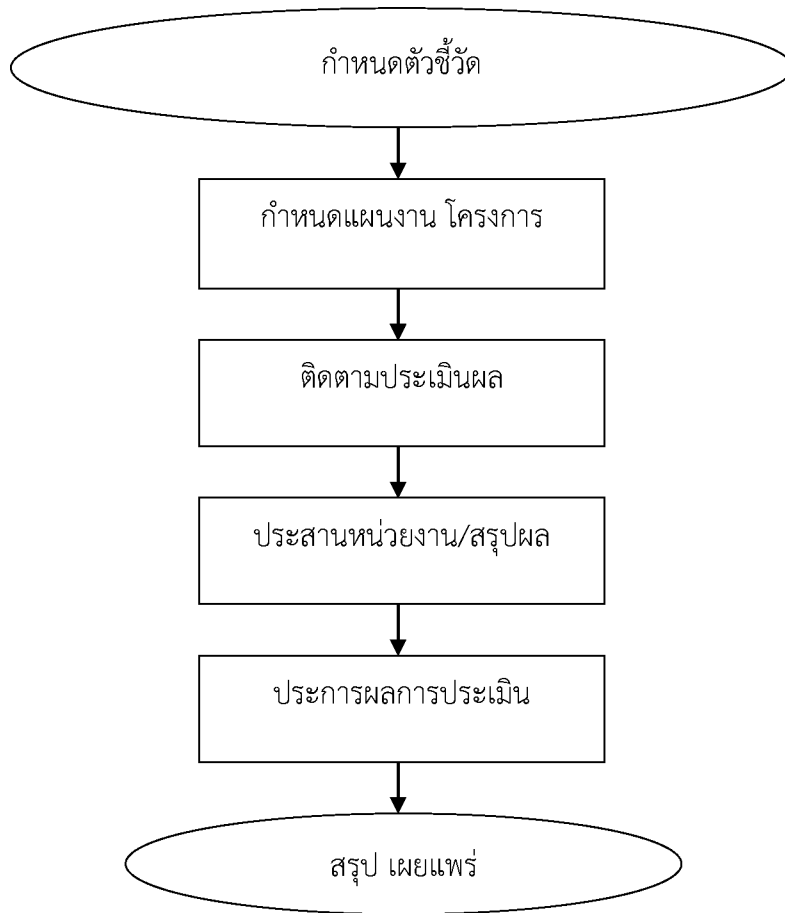 กำหนดตัวชี้วัด
กำหนดแผนงาน โครงการ
ติดตามประเมินผล
ประสานหน่วยงาน/สรุปผล
ประการผลการประเมิน
สรุป เผยแพร่